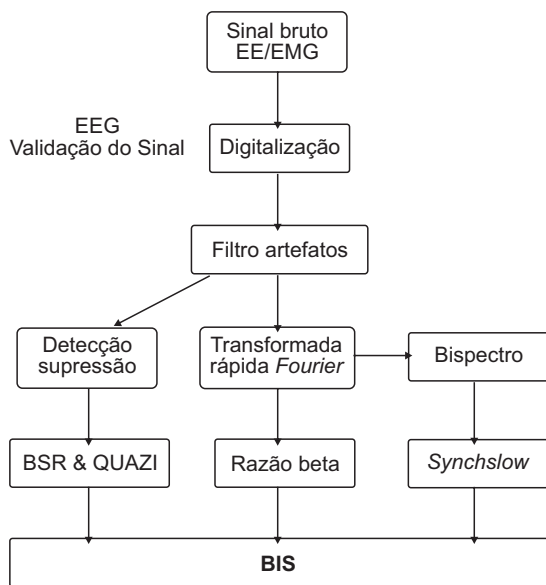 Sinal bruto
EE/EMG
EEG
Validação do Sinal
Digitalização
Filtro artefatos
Detecção
supressão
Transformada
rápida Fourier
Bispectro
BSR & QUAZI
Razão beta
Synchslow
BIS